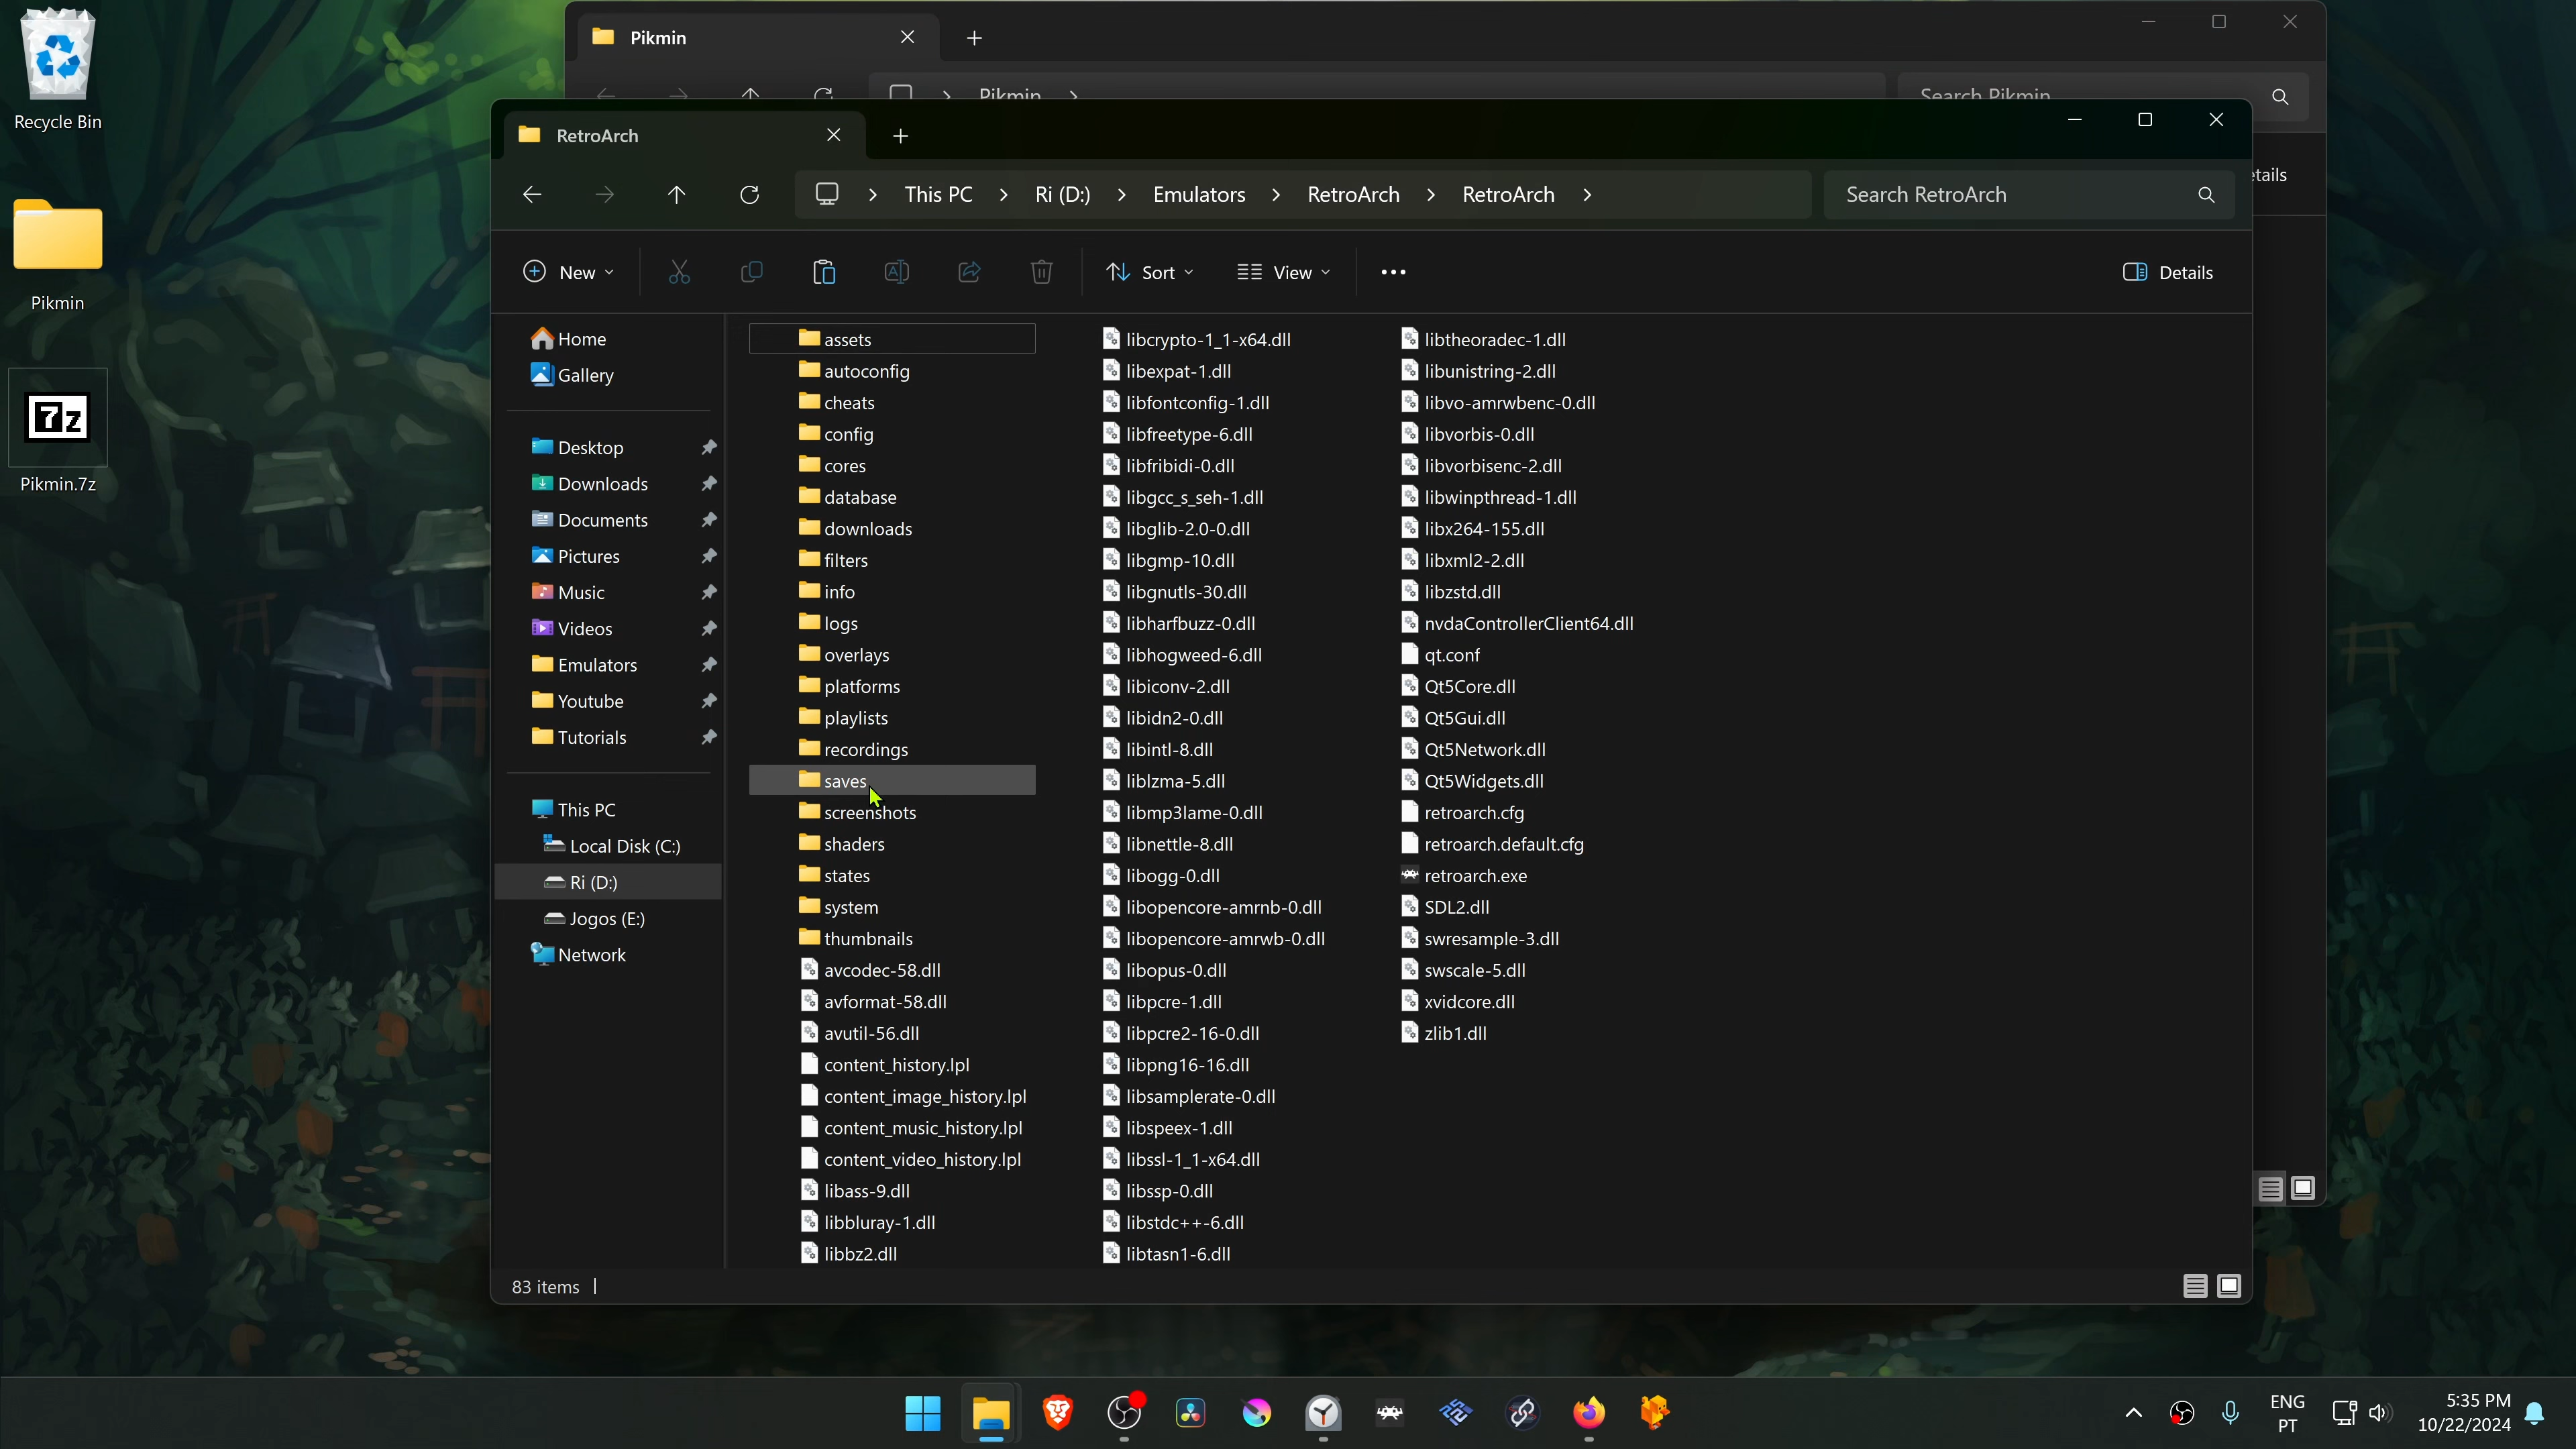 Recycle Bin
Pikmin
Pikmin.7z
7z
Pikmin
Pikmin
Search Pikmin
etails
RetroArch
This PC
Ri (D:)
Emulators
RetroArch
RetroArch
Search RetroArch
New
Sort
View
Details
Home
Gallery
Desktop
Downloads
Documents
Pictures
Music
Videos
Emulators
Youtube
Tutorials
This PC
Local Disk (C:)
Ri (D:)
Jogos (E:)
Network
assets
autoconfig
cheats
config
cores
database
downloads
filters
info
logs
overlays
platforms
playlists
recordings
saves
screenshots
shaders
states
system
thumbnails
avcodec-58.dll
avformat-58.dll
avutil-56.dll
content_history.lpl
content_image_history.lpl
content_music_history.lpl
content_video_history.lpl
libass-9.dll
libbluray-1.dll
libbz2.dll
libcrypto-1_1-x64.dll
libexpat-1.dll
libfontconfig-1.dll
libfreetype-6.dll
libfribidi-0.dll
libgcc_s_seh-1.dll
libglib-2.0-0.dll
libgmp-10.dll
libgnutls-30.dll
libharfbuzz-0.dll
libhogweed-6.dll
libiconv-2.dll
libidn2-0.dll
libintl-8.dll
liblzma-5.dll
libmp3lame-0.dll
libnettle-8.dll
libogg-0.dll
libopencore-amrnb-0.dll
libopencore-amrwb-0.dll
libopus-0.dll
libpcre-1.dll
libpcre2-16-0.dll
libpng16-16.dll
libsamplerate-0.dll
libspeex-1.dll
libssl-1_1-x64.dll
libssp-0.dll
libstdc++-6.dll
libtasn1-6.dll
libtheoradec-1.dll
libunistring-2.dll
libvo-amrwbenc-0.dll
libvorbis-0.dll
libvorbisenc-2.dll
libwinpthread-1.dll
libx264-155.dll
libxml2-2.dll
libzstd.dll
nvdaControllerClient64.dll
qt.conf
Qt5Core.dll
Qt5Gui.dll
Qt5Network.dll
Qt5Widgets.dll
retroarch.cfg
retroarch.default.cfg
retroarch.exe
SDL2.dll
swresample-3.dll
swscale-5.dll
xvidcore.dll
zlib1.dll
83 items
ENG
PT
5:35 PM
10/22/2024